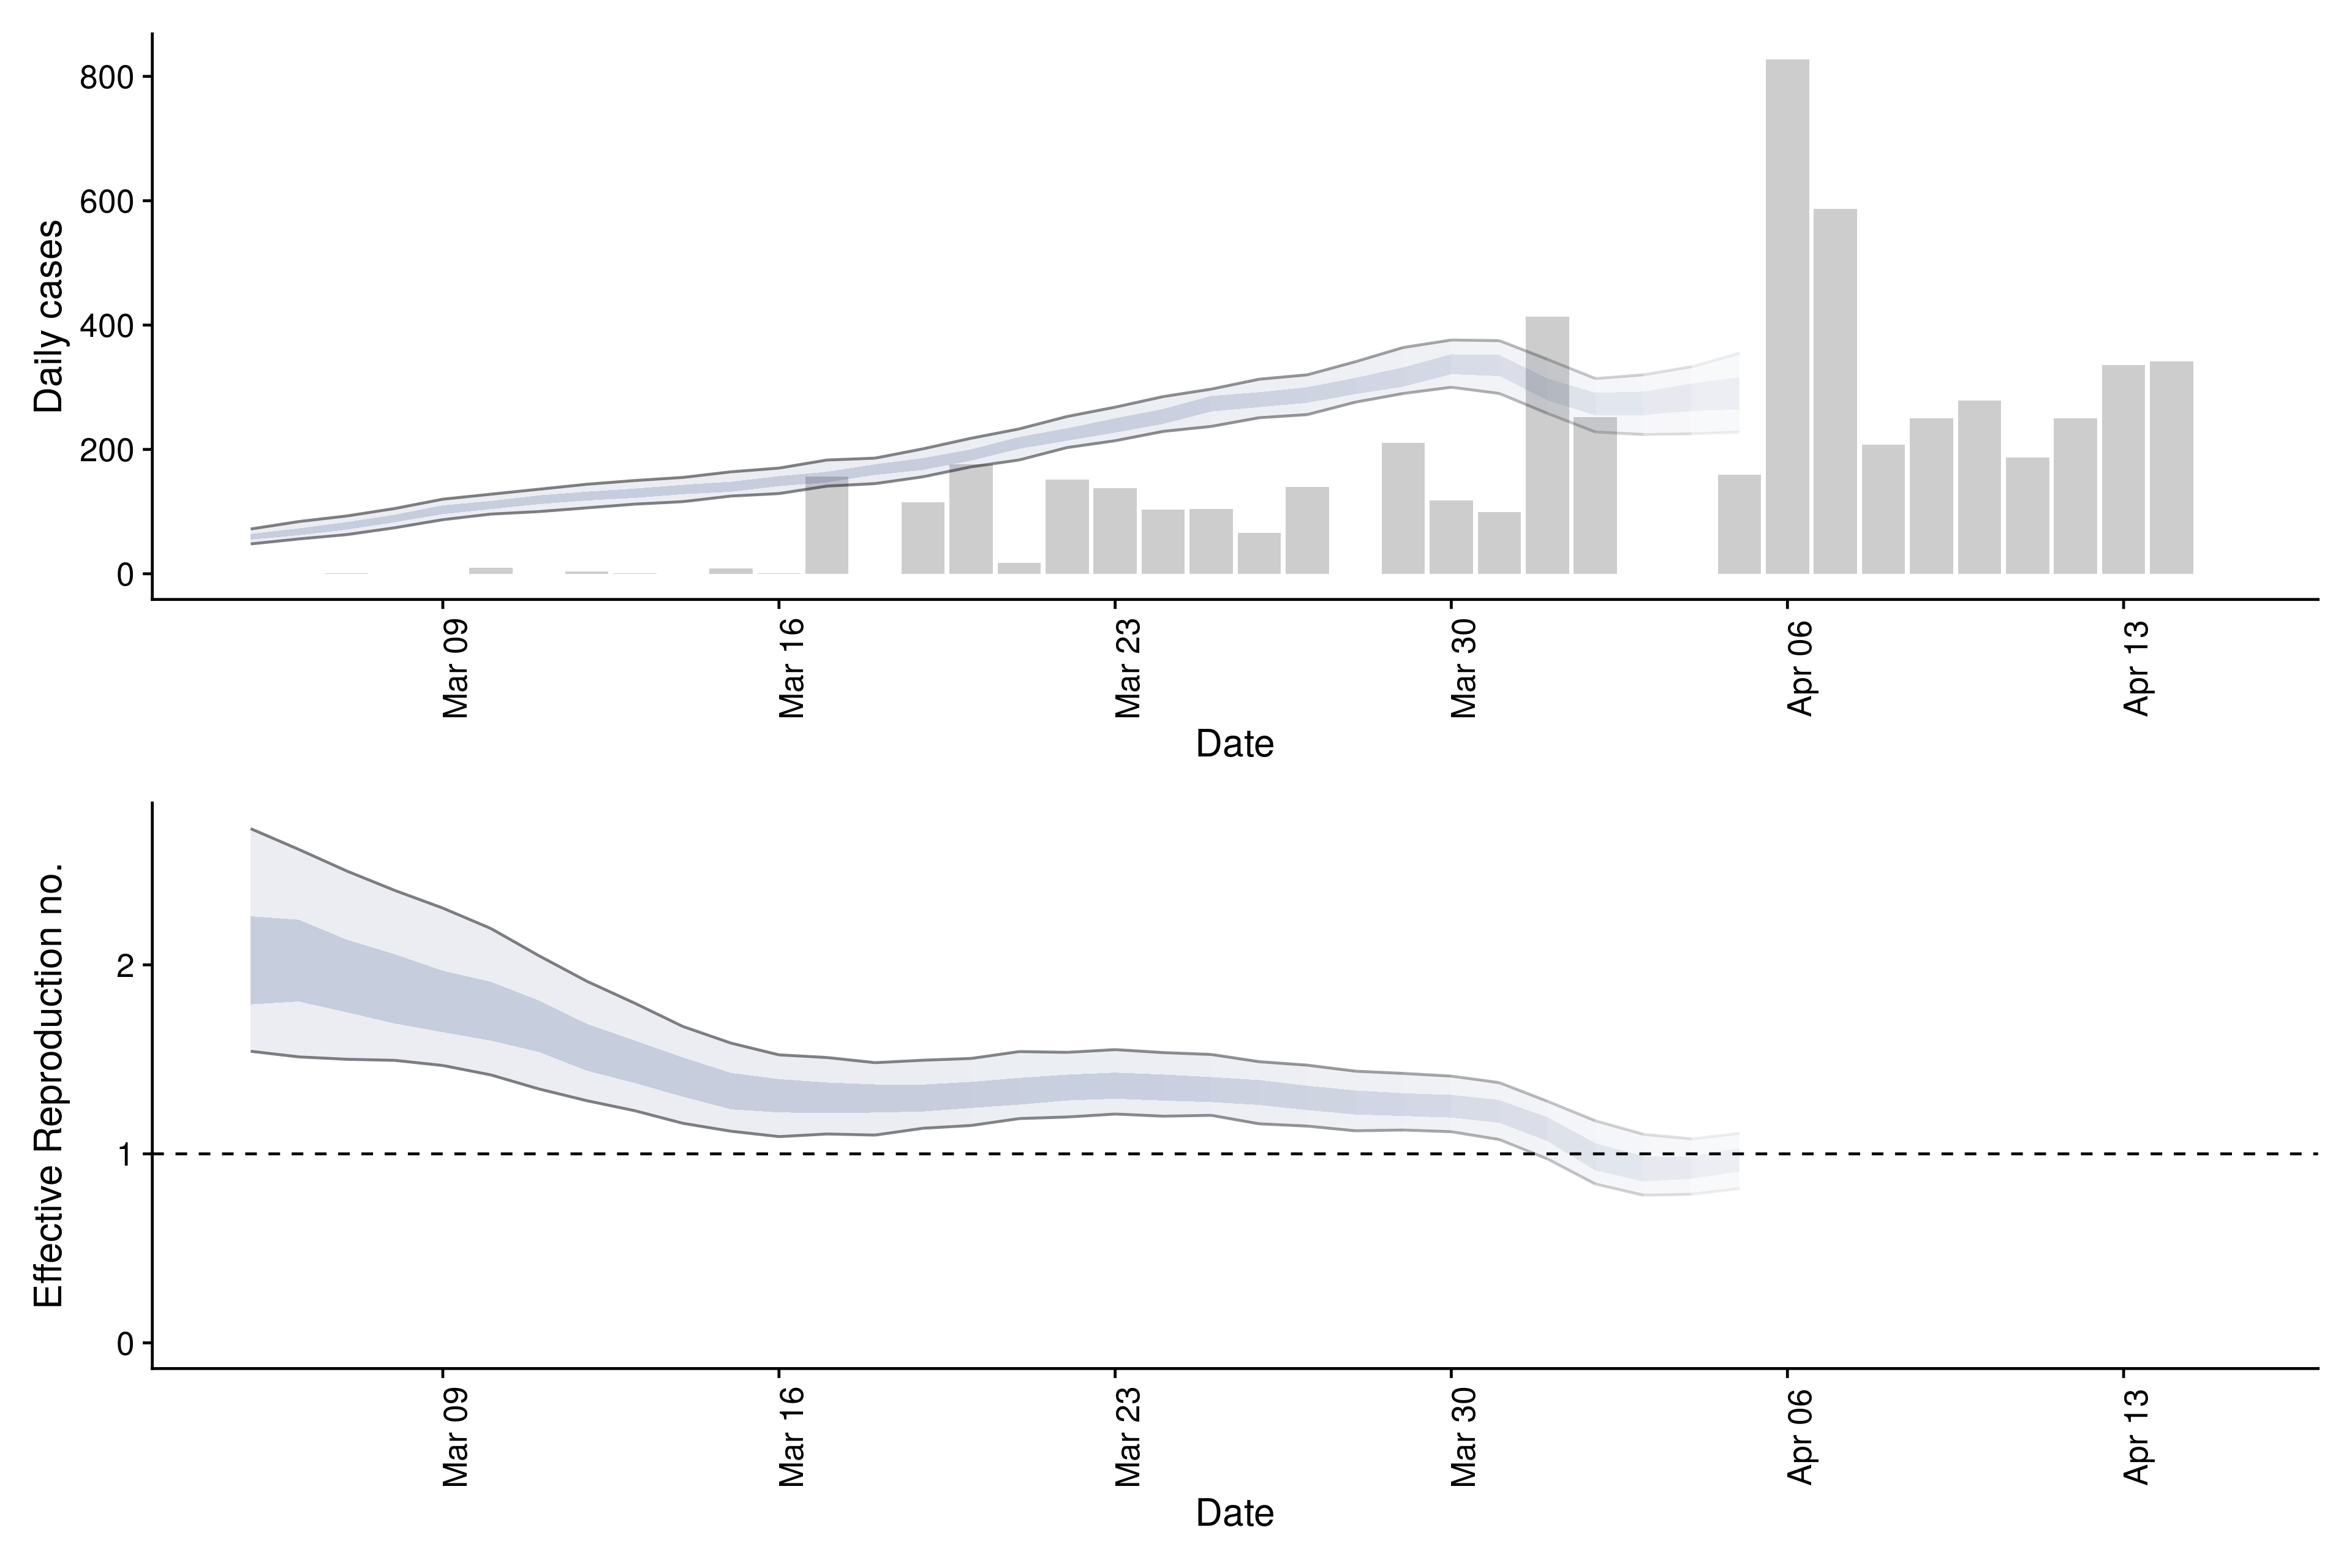 Daily cases
800
600
400
200
0
Mar 09
Mar 16
Mar 23
Mar 30
Apr 06
Apr 13
Date
Effective Reproduction no.
2
1
0
Mar 09
Mar 16
Mar 23
Mar 30
Apr 06
Apr 13
Date